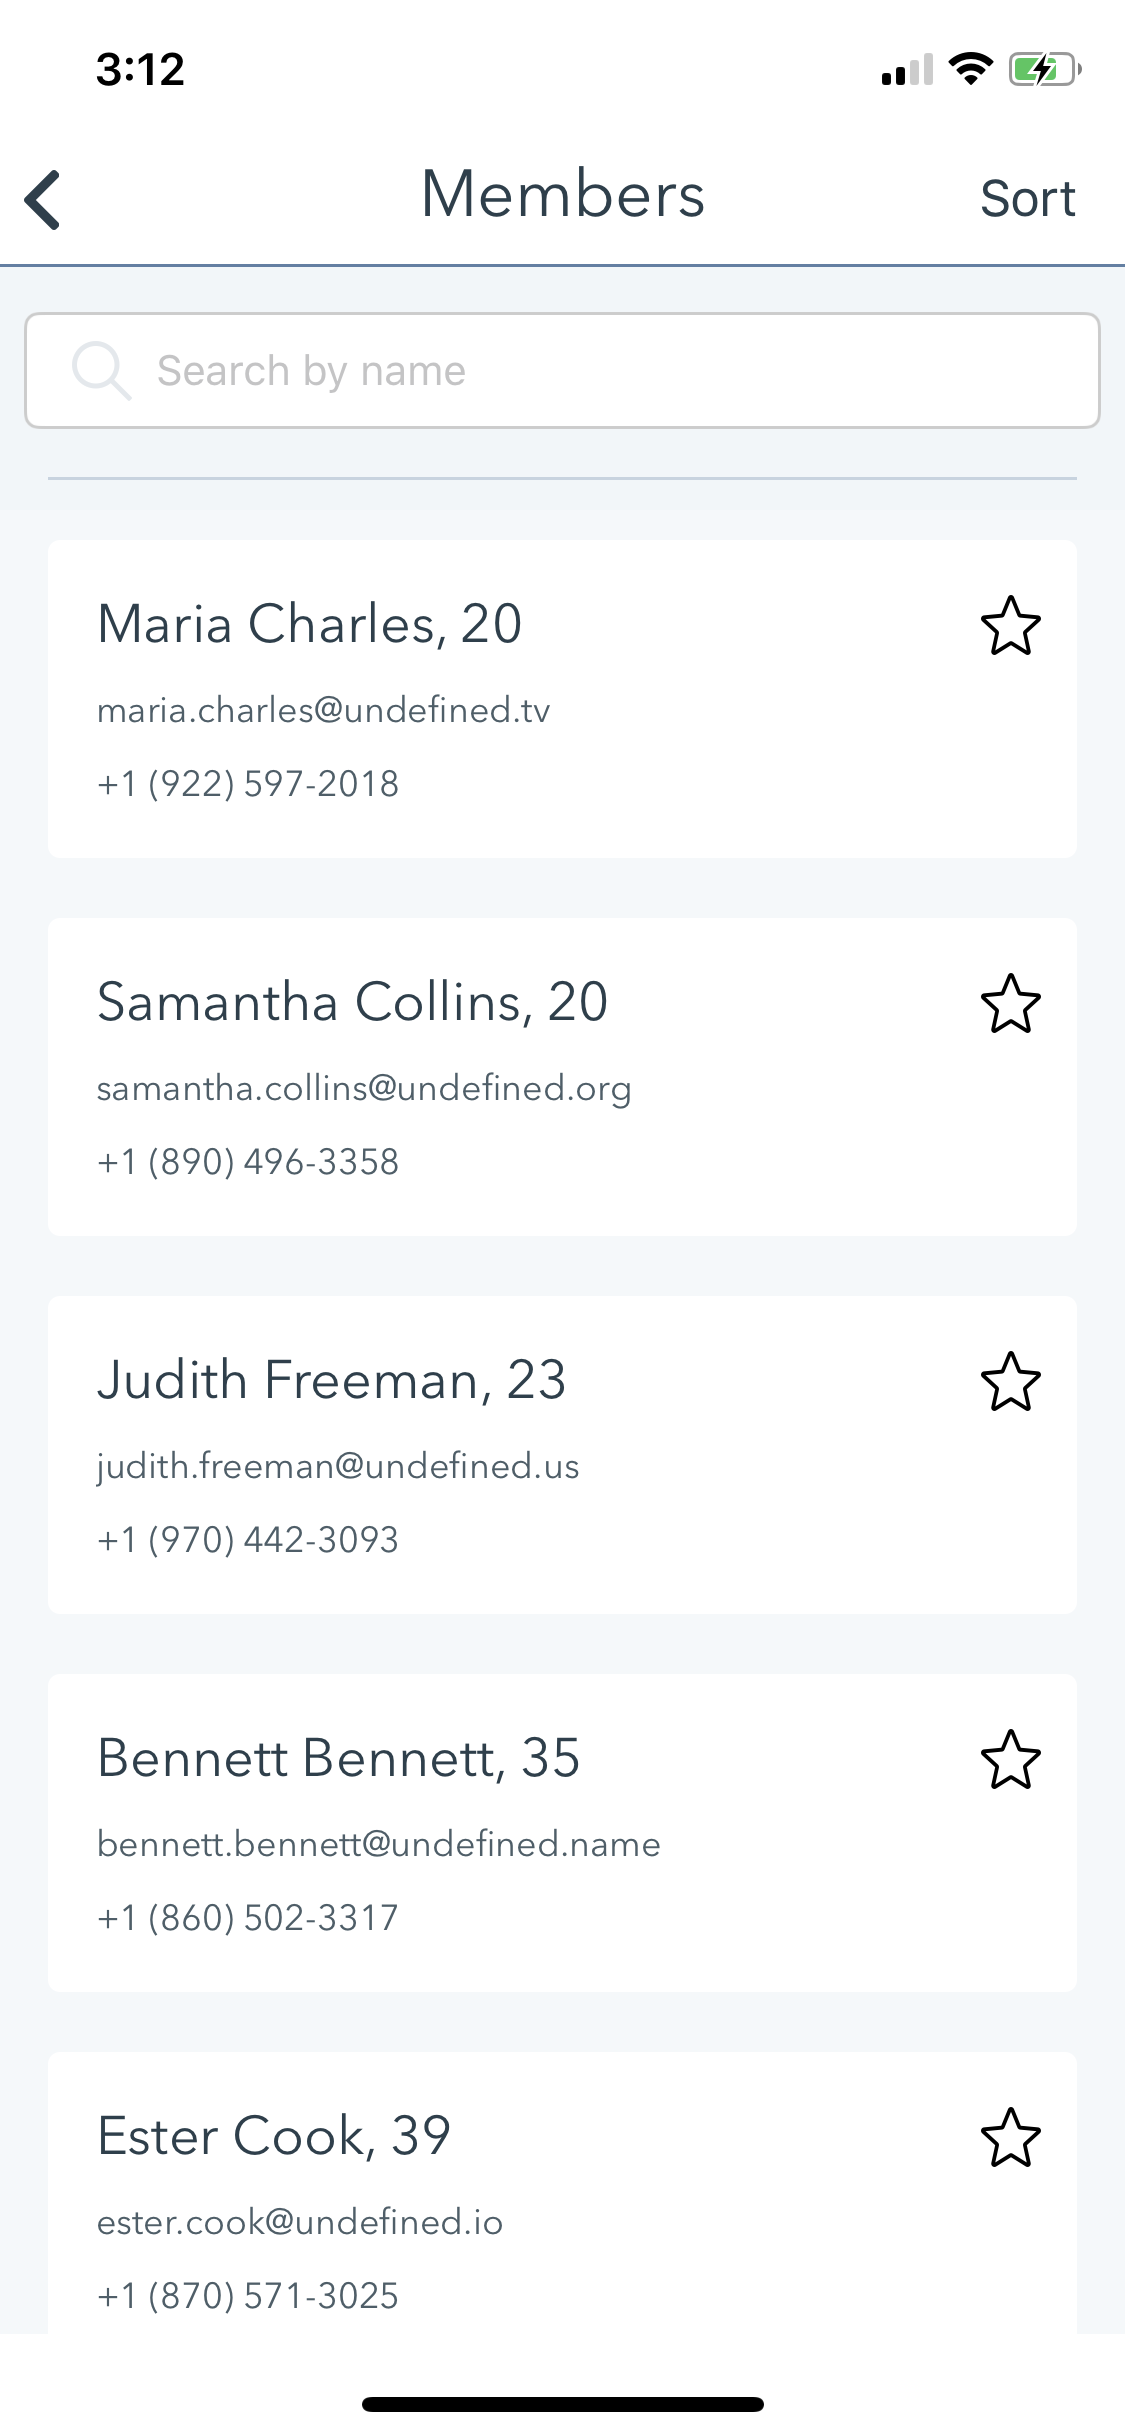 3:12
Members
Sort
Search by name
Maria Charles, 20
maria.charles@undefined.tv
+1 (922) 597-2018
Samantha Collins, 20
samantha.collins@undefined.org
+1 (890) 496-3358
Judith Freeman, 23
judith.freeman@undefined.us
+1 (970) 442-3093
Bennett Bennett, 35
bennett.bennett@undefined.name
+1 (860) 502-3317
Ester Cook, 39
ester.cook@undefined.io
+1 (870) 571-3025